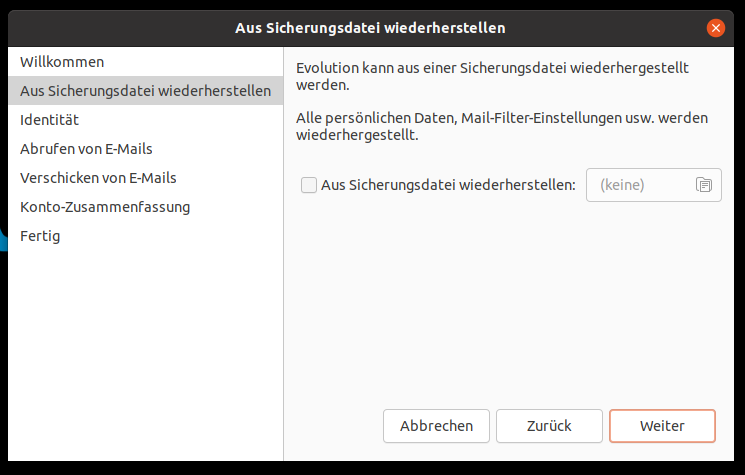 Aus Sicherungsdatei wiederherstellen
Willkommen
Aus Sicherungsdatei wiederherstellen
Identität
Abrufen von E-Mails
Verschicken von E-Mails
Konto-Zusammenfassung
Fertig
Evolution kann aus einer Sicherungsdatei wiederhergestellt
werden.
Alle persönlichen Daten, Mail-Filter-Einstellungen usw. werden
wiederhergestellt.
Aus Sicherungsdatei wiederherstellen:
(keine)
Abbrechen
Zurück
Weiter